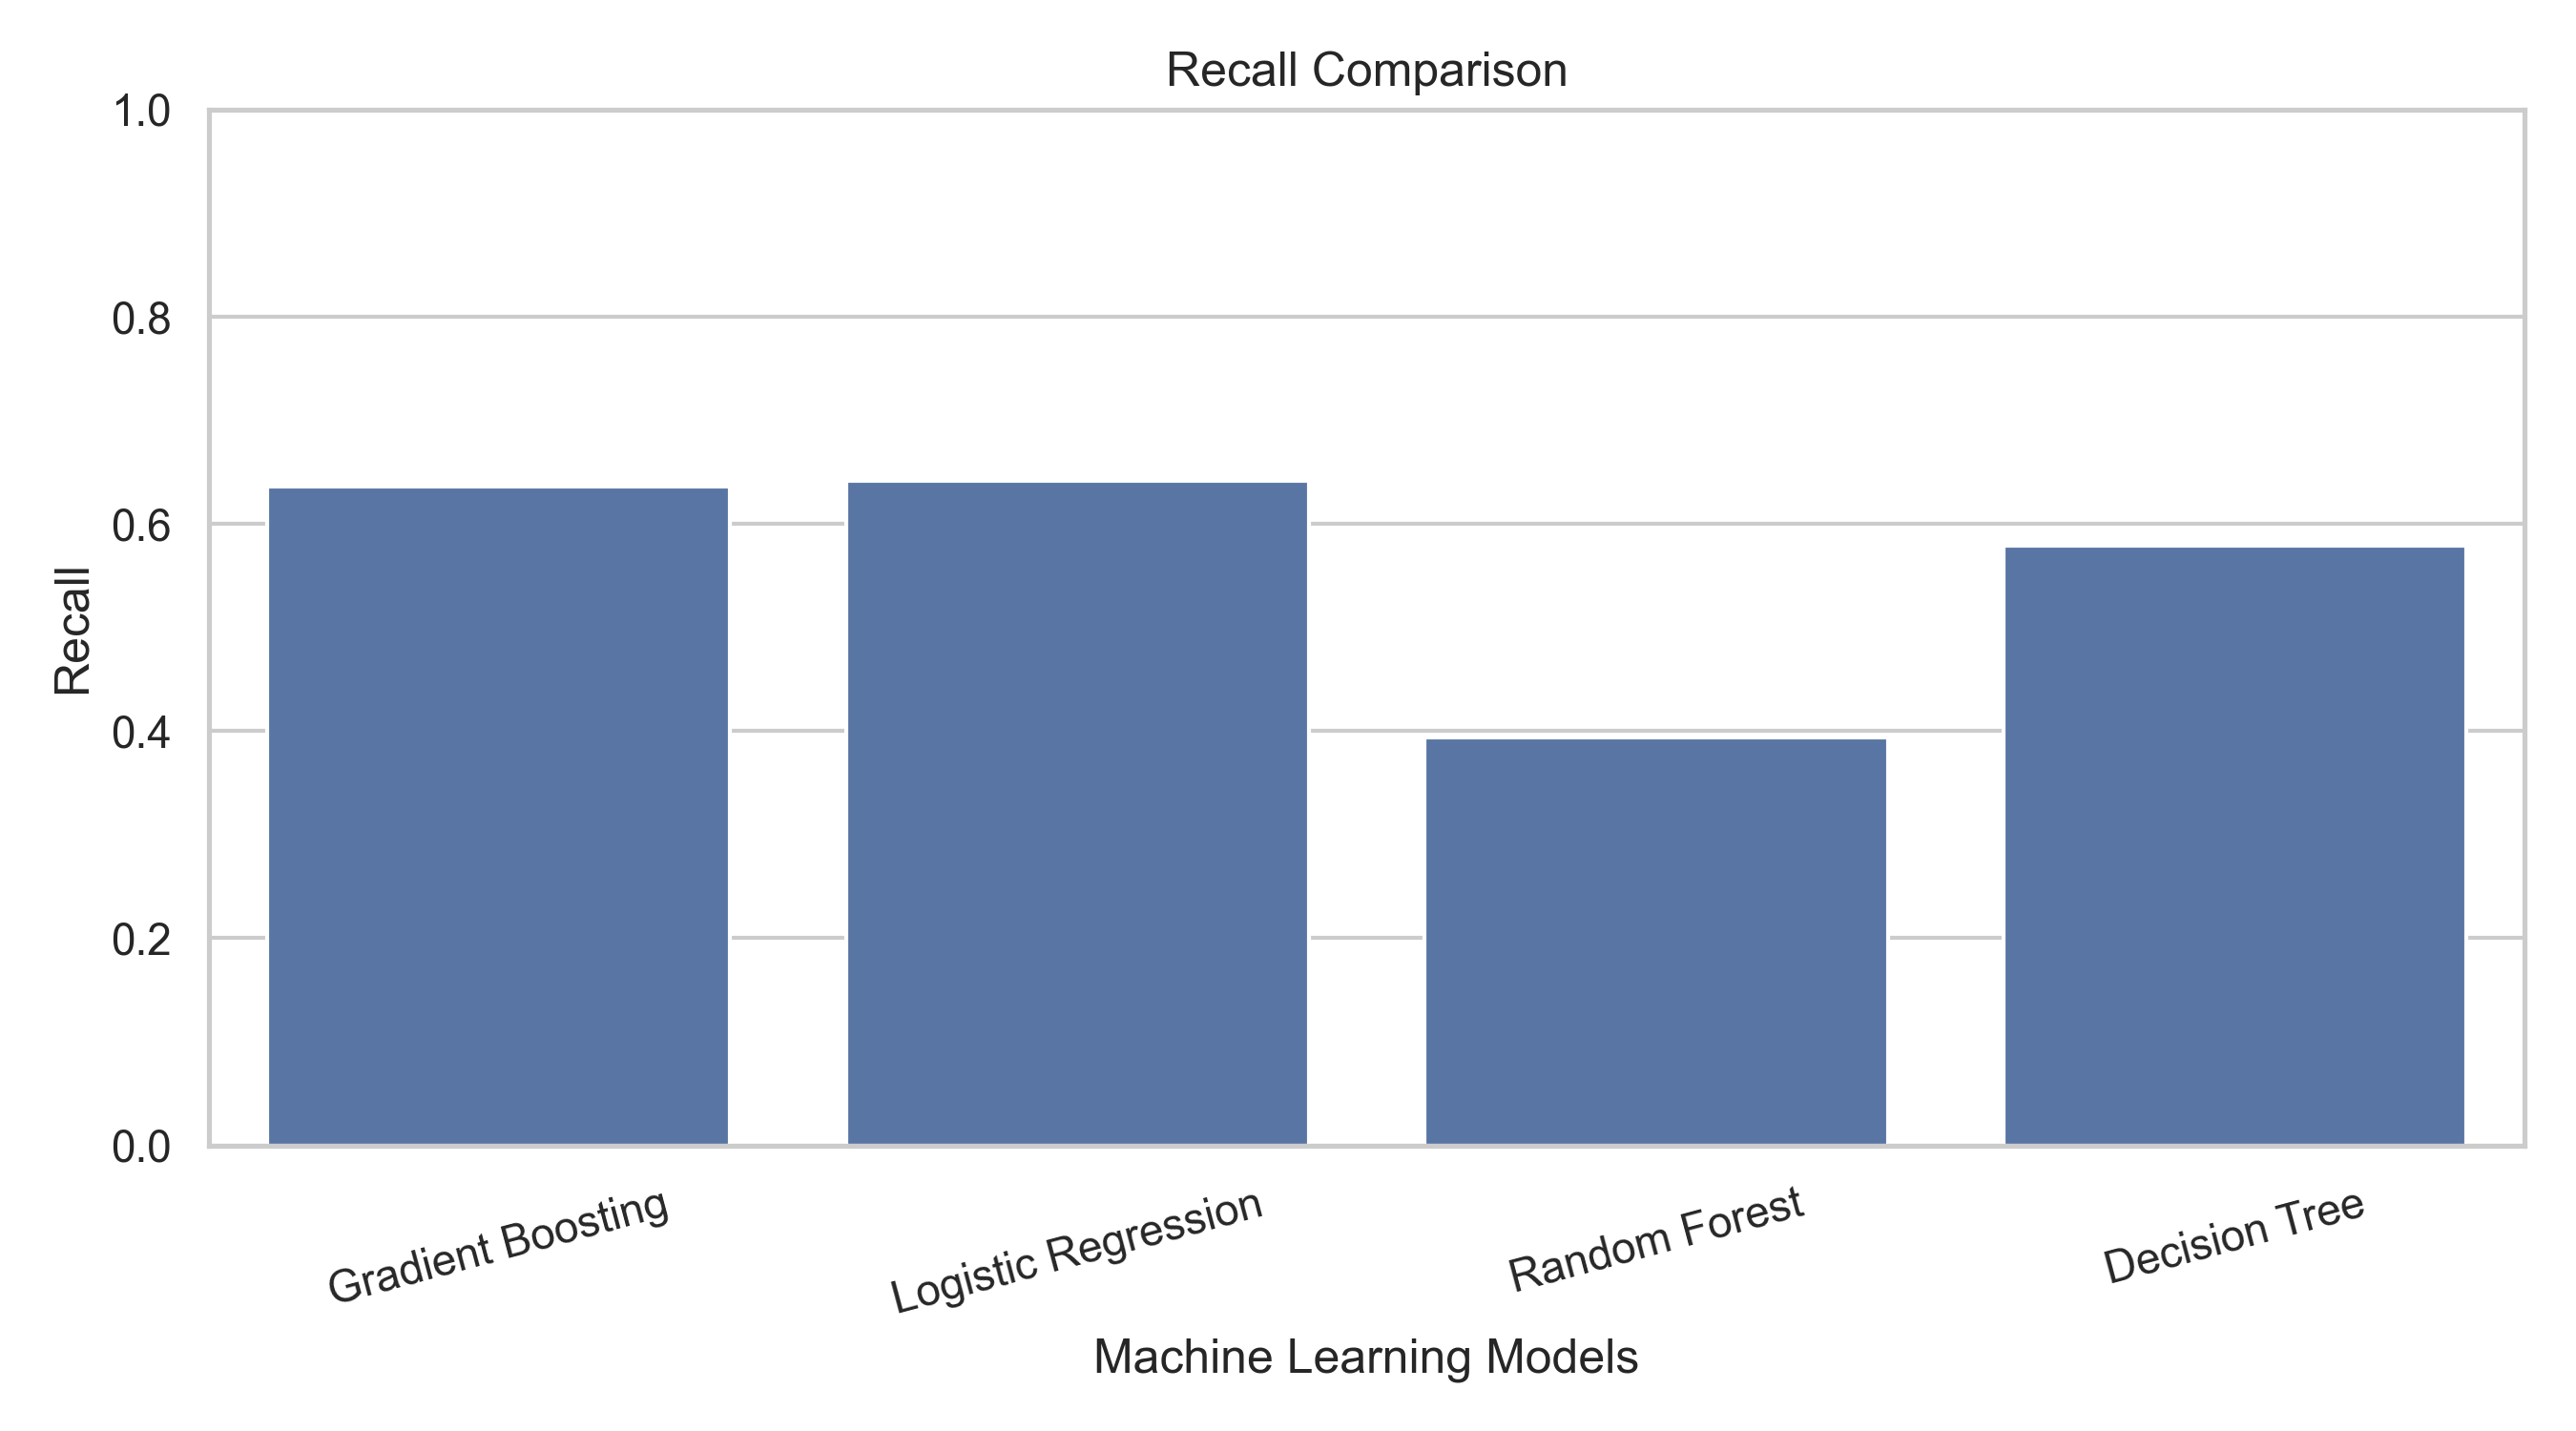 Recall Comparison
1.0
0.8
0.6
0.4
0.2
0.0
Recall
Gradient Boosting
Logistic Regression
Random Forest
Decision Tree
Machine Learning Models